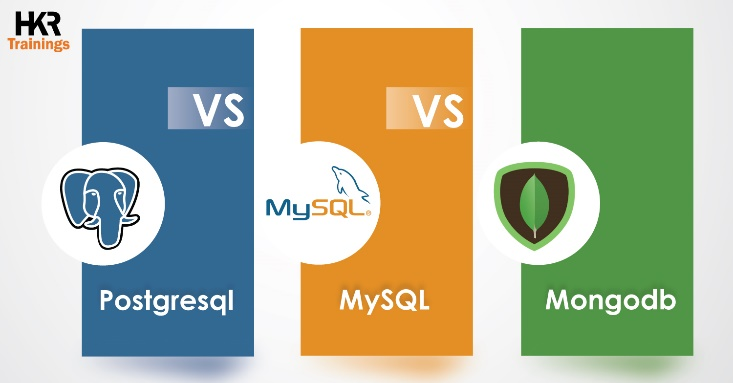 HKR
Trainings
VS
VS
MySQL®
Postgresql
MySQL
Mongodb